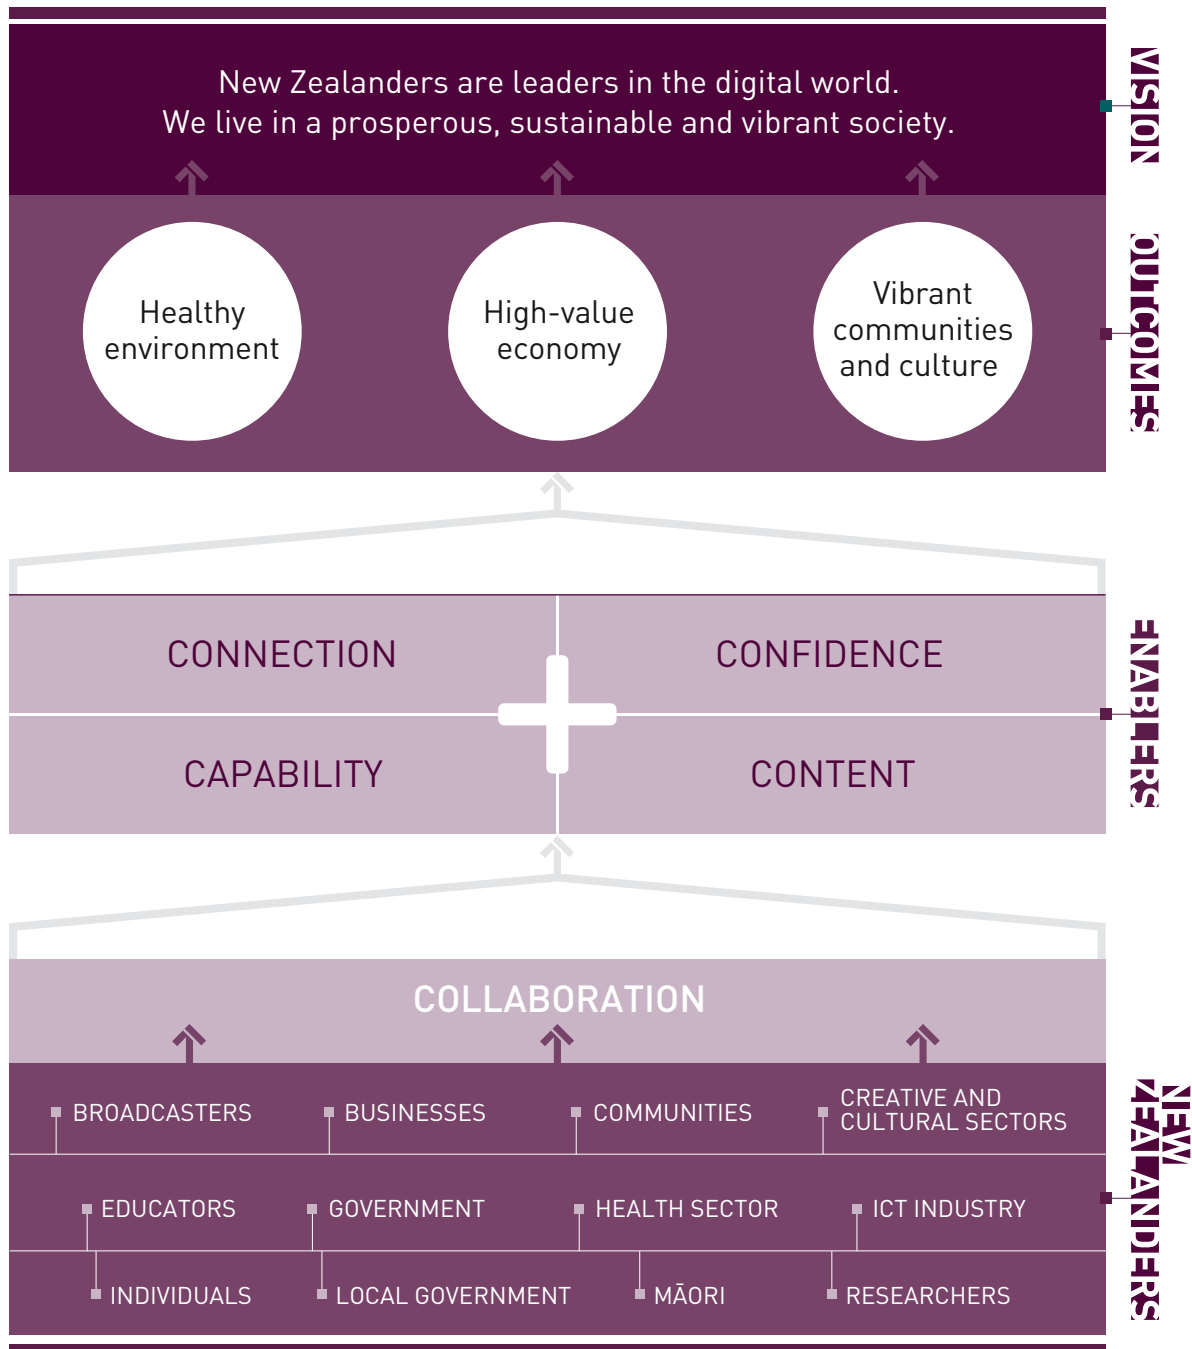 New Zealanders are leaders in the digital world.
We live in a prosperous, sustainable and vibrant society.
VISION
Healthy
environment
High-value
economy
Vibrant
communities
and culture
OUTCOMES
CONNECTION
CONFIDENCE
CAPABILITY
CONTENT
ENABLERS
COLLABORATION
BROADCASTERS
BUSINESSES
COMMUNITIES
CREATIVE AND
CULTURAL SECTORS
EDUCATORS
GOVERNMENT
HEALTH SECTOR
ICT INDUSTRY
INDIVIDUALS
LOCAL GOVERNMENT
MĀORI
RESEARCHERS
NEW
ZEALANDERS